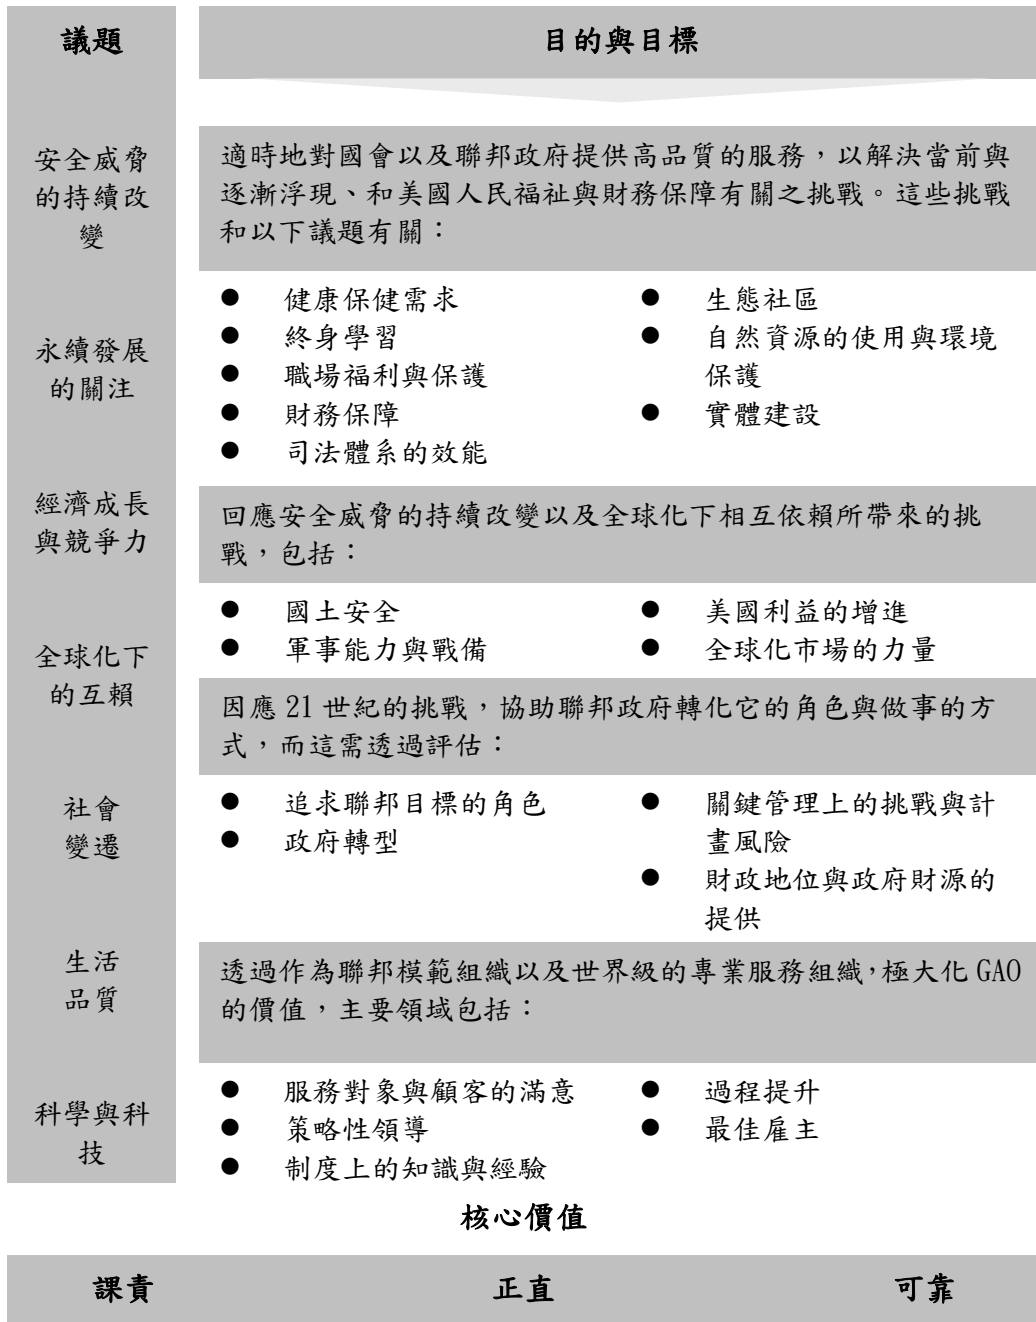 議題
安全威脅
的持續改
變
永續發展
的關注
經濟成長
與競爭力
全球化下
的互賴
社會
變遷
生活
品質
科學與科
技
目的與目標
適時地對國會以及聯邦政府提供高品質的服務，以解決當前與
逐漸浮現、和美國人民福祉與財務保障有關之挑戰。這些挑戰
和以下議題有關：
● 健康保健需求
● 終身學習
● 職場福利與保護
● 財務保障
● 司法體系的效能
● 生態社區
● 自然資源的使用與環境
保護
● 實體建設
回應安全威脅的持續改變以及全球化下相互依賴所帶來的挑
戰，包括：
● 國土安全
● 軍事能力與戰備
● 美國利益的增進
● 全球化市場的力量
因應 21 世紀的挑戰，協助聯邦政府轉化它的角色與做事的方
式，而這需透過評估：
● 追求聯邦目標的角色
● 政府轉型
● 關鍵管理上的挑戰與計
畫風險
● 財政地位與政府財源的
提供
透過作為聯邦模範組織以及世界級的專業服務組織，極大化 GAO
的價值，主要領域包括：
● 服務對象與顧客的滿意
● 策略性領導
● 制度上的知識與經驗
● 過程提升
● 最佳雇主
核心價值
課責 正直 可靠